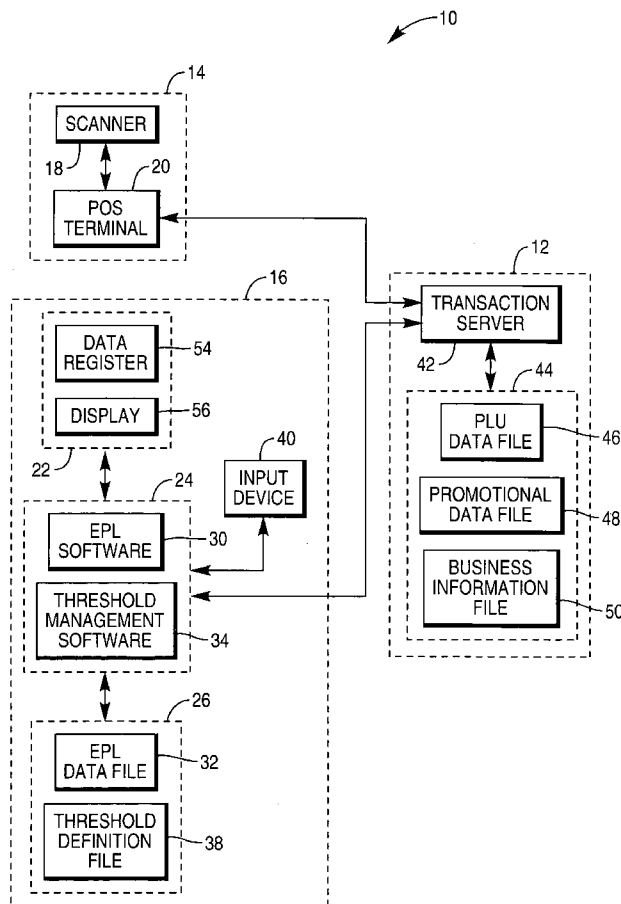 10
14
SCANNER
18
20
POS
TERMINAL
16
12
TRANSACTION
SERVER
42
44
DATA
REGISTER
54
DISPLAY
56
22
PLU
DATA FILE
46
40
INPUT
DEVICE
24
PROMOTIONAL
DATA FILE
48
EPL
SOFTWARE
30
BUSINESS
INFORMATION
FILE
50
THRESHOLD
MANAGEMENT
SOFTWARE
34
26
EPL
DATA FILE
32
THRESHOLD
DEFINITION
FILE
38